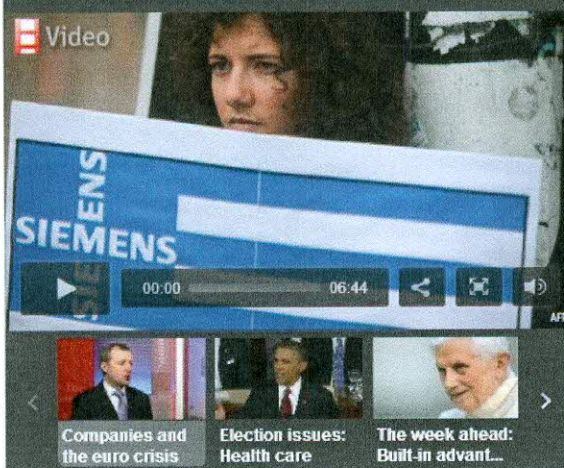 Video
SIEMENS
SIEMENS
00:00
06:44
AFP
Companies and
the euro crisis
Election issues:
Health care
The week ahead:
Built-in advant...